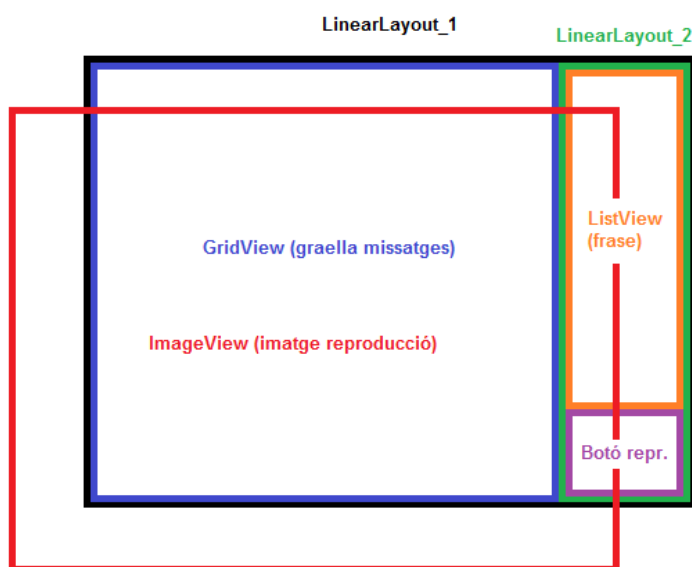 LinearLayout_1
LinearLayout_2
ListView
(frase)
GridView (graella missatges)
ImageView (imatge reproducció)
Botó repr.